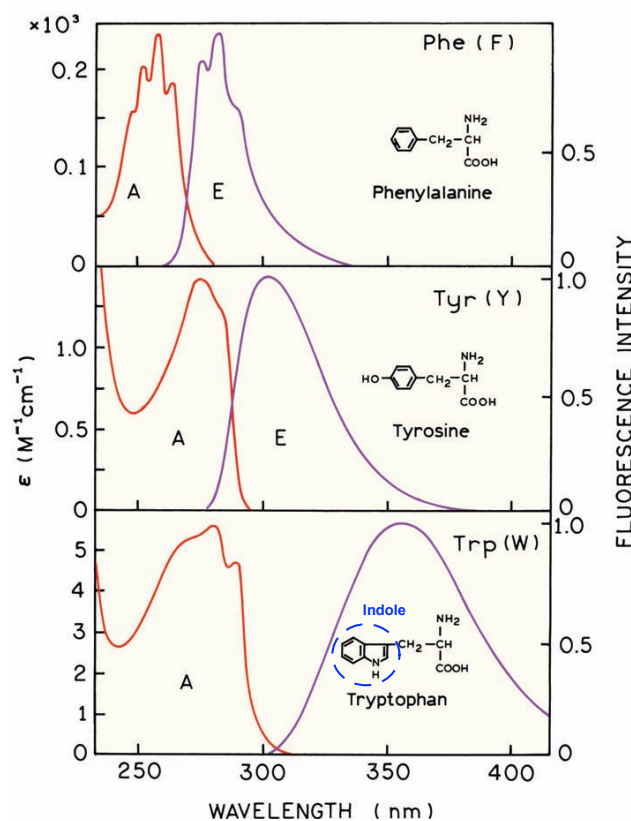 ×10³
Phe (F)
0.2
0.1
0
0.5
0
A
E
NH₂
CH₂-CH
COOH
Phenylalanine
Tyr (Y)
1.0
0.5
0
1.0
0.5
0
A
E
NH₂
HO
CH₂-CH
COOH
Tyrosine
Trp (W)
5
4
3
2
1
0
1.0
0.5
0
A
Indole
NH₂
CH₂-CH
COOH
N
H
Tryptophan
250
300
350
400
WAVELENGTH (nm)
ε (M⁻¹cm⁻¹)
FLUORESCENCE INTENSITY